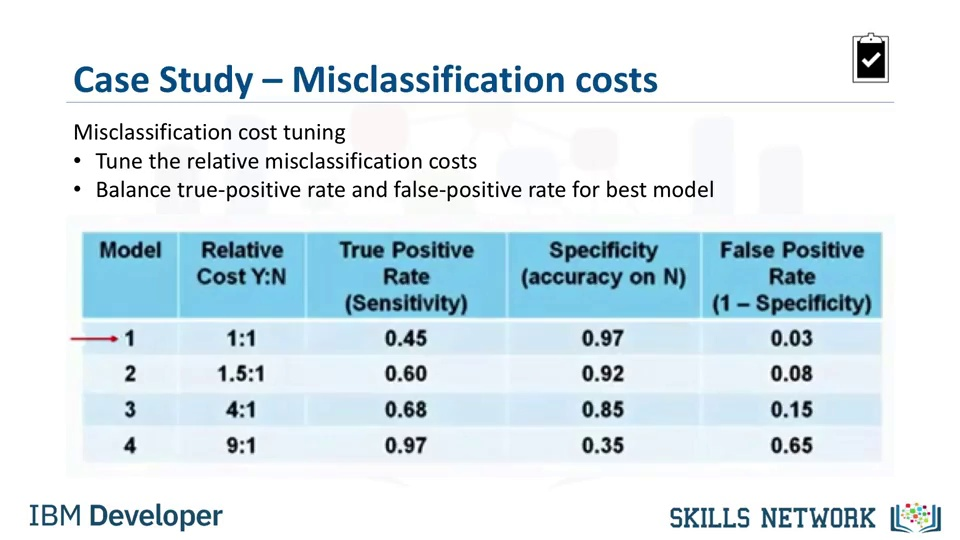 Case Study – Misclassification costs
Misclassification cost tuning
• Tune the relative misclassification costs
• Balance true-positive rate and false-positive rate for best model
Model Relative Cost Y:N True Positive Rate (Sensitivity) Specificity (accuracy on N) False Positive Rate (1 – Specificity)
1 1:1 0.45 0.97 0.03
2 1.5:1 0.60 0.92 0.08
3 4:1 0.68 0.85 0.15
4 9:1 0.97 0.35 0.65
IBM Developer
SKILLS NETWORK